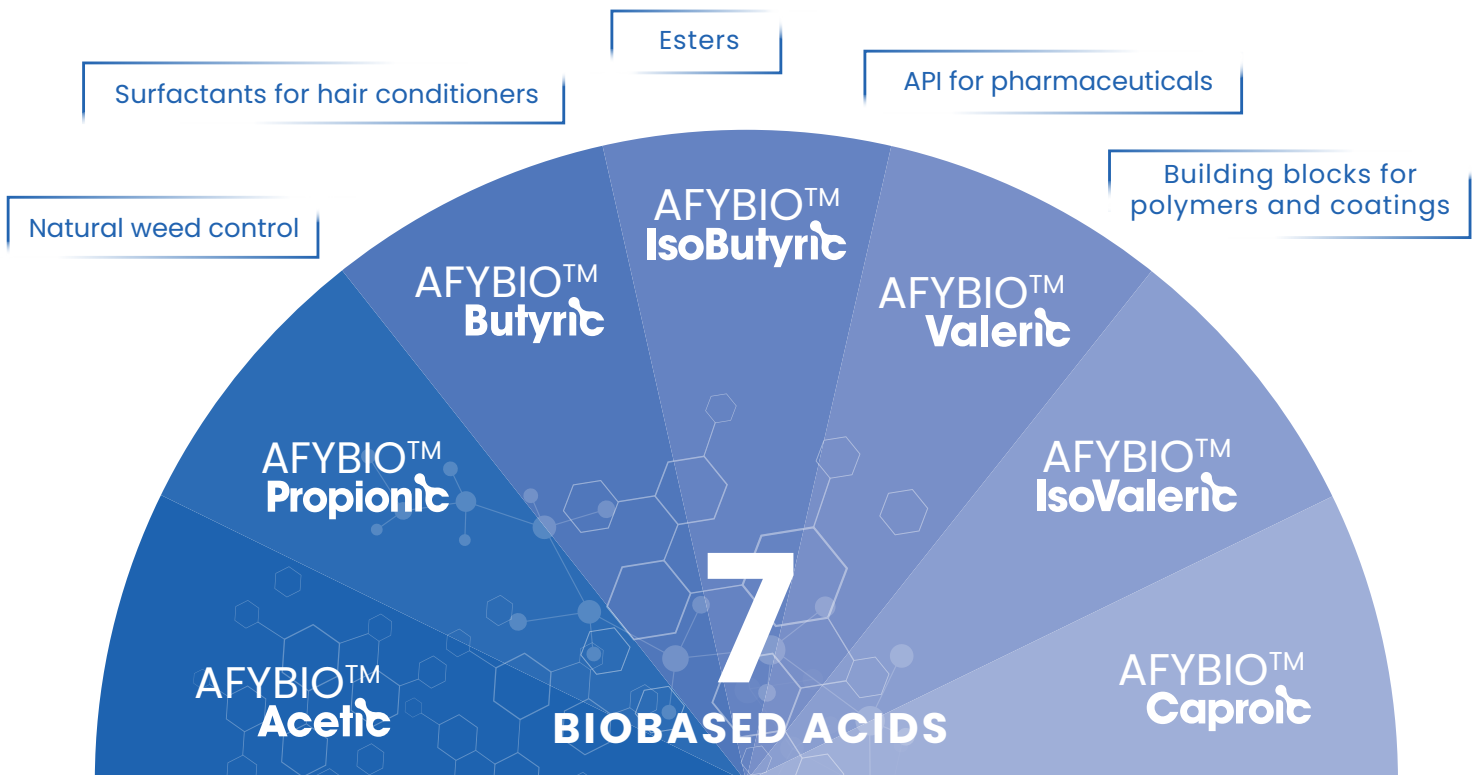 Esters
Surfactants for hair conditioners
API for pharmaceuticals
Natural weed control
Building blocks for
polymers and coatings
AFYBIO™
Acetic
AFYBIO™
Propionic
AFYBIO™
Butyric
AFYBIO™
IsoButyric
AFYBIO™
Valeric
AFYBIO™
IsoValeric
AFYBIO™
Caproic
7
BIOBASED ACIDS